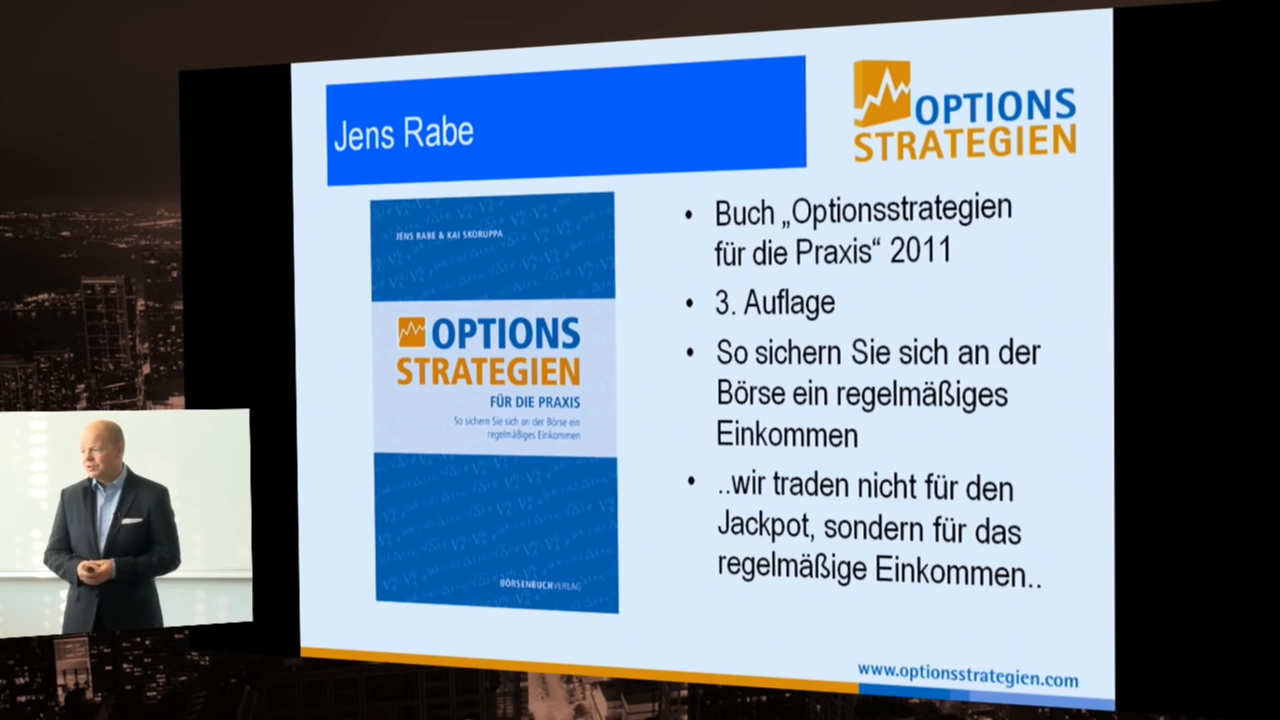 Jens Rabe
OPTIONS
STRATEGIEN
JENS RABE & KAI SKORUPPA
OPTIONS
STRATEGIEN
FÜR DIE PRAXIS
So sichern Sie sich an der Börse ein
regelmäßiges Einkommen
BÖRSENBUCHVERLAG
• Buch „Optionsstrategien
für die Praxis“ 2011
• 3. Auflage
• So sichern Sie sich an der
Börse ein regelmäßiges
Einkommen
• ..wir traden nicht für den
Jackpot, sondern für das
regelmäßige Einkommen..
www.optionsstrategien.com